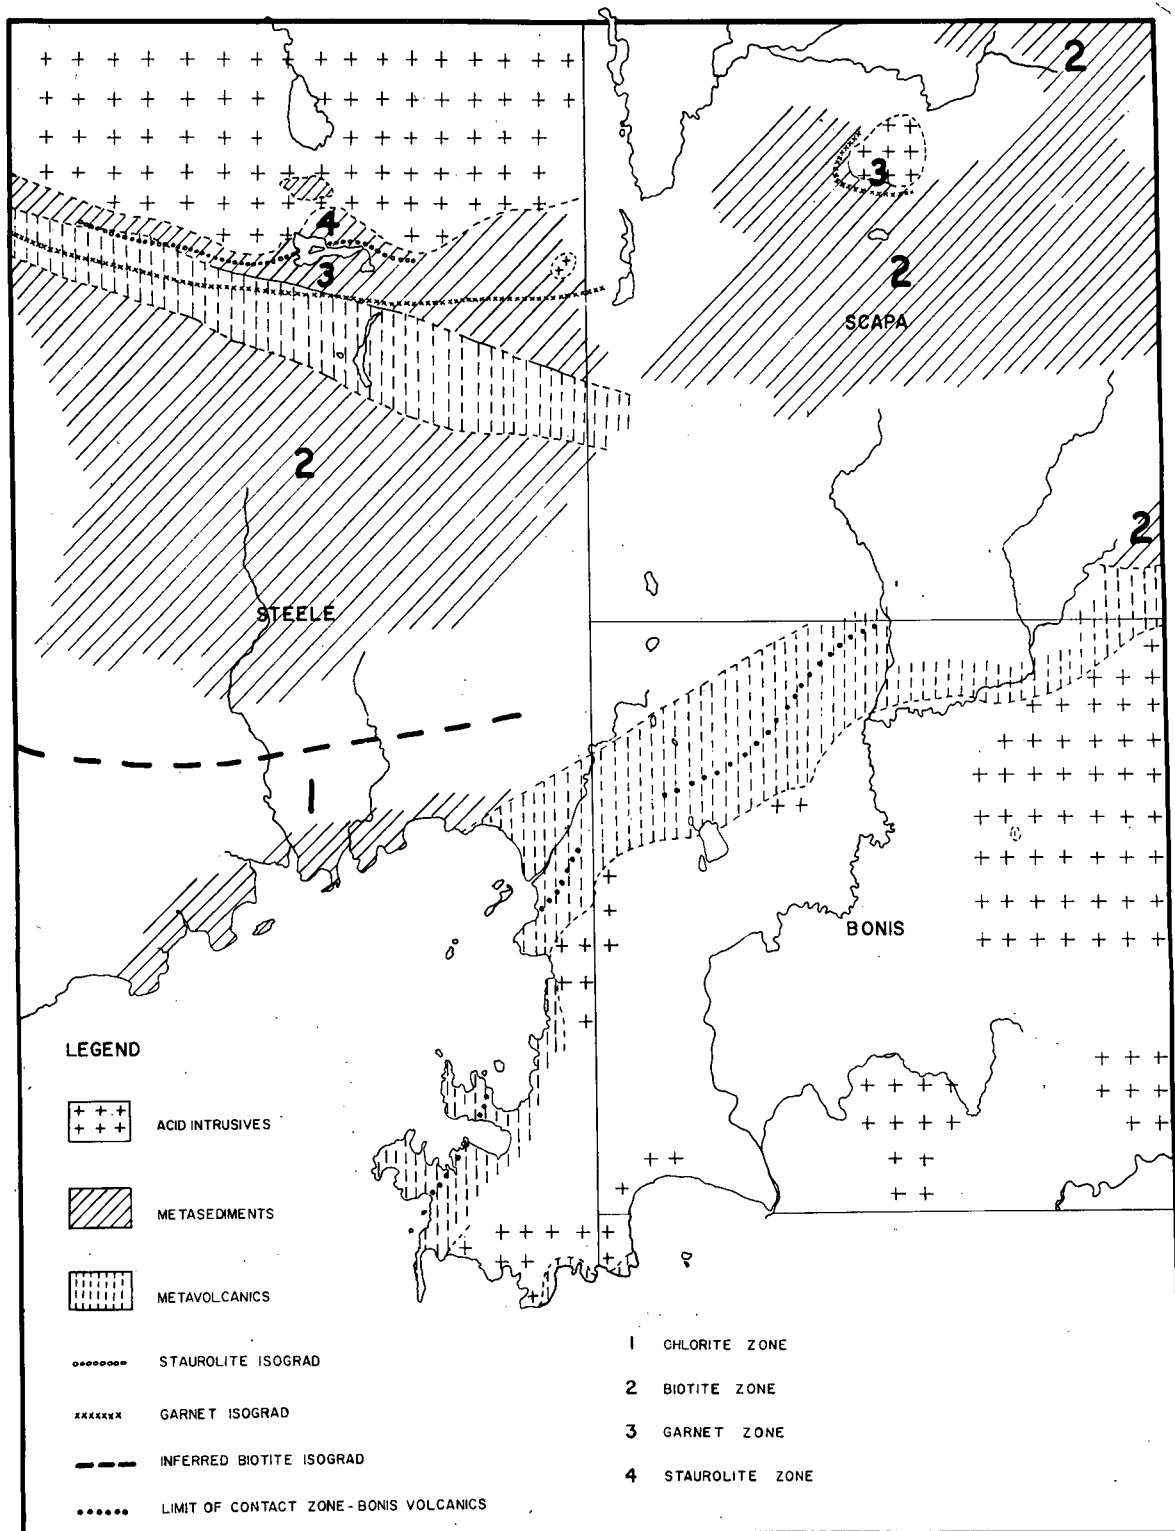 2
4
3
3
2
SCAPA
2
2
STEELE
1
BONIS
LEGEND
ACID INTRUSIVES
METASEDIMENTS
METAVOLCANICS
STAUROLITE ISOGRAD
GARNET ISOGRAD
INFERRED BIOTITE ISOGRAD
LIMIT OF CONTACT ZONE - BONIS VOLCANICS
1 CHLORITE ZONE
2 BIOTITE ZONE
3 GARNET ZONE
4 STAUROLITE ZONE